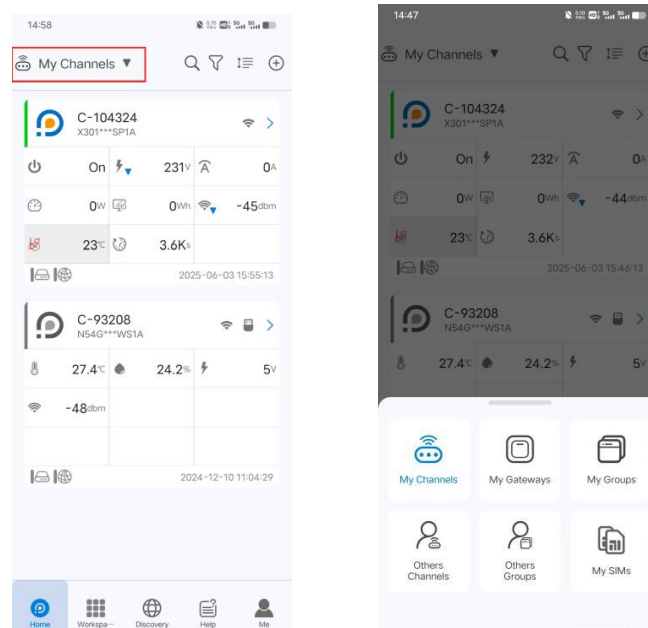 14:58
My Channels ▼
C-104324
X301***SP1A
On 231V 0A
0W 0Wh -45dbm
23℃ 3.6Ks
2025-06-03 15:55:13
C-93208
N54G***WS1A
27.4℃ 24.2% 5V
-48dbm
2024-12-10 11:04:29
Home Workspa··· Discovery Help Me
14:47
My Channels ▼
C-104324
X301***SP1A
On 232V 0A
0W 0Wh -44dbm
23℃ 3.6Ks
2025-06-03 15:46:13
C-93208
N54G***WS1A
27.4℃ 24.2% 5V
My Channels My Gateways My Groups
Others Channels
Others Groups
My SIMs